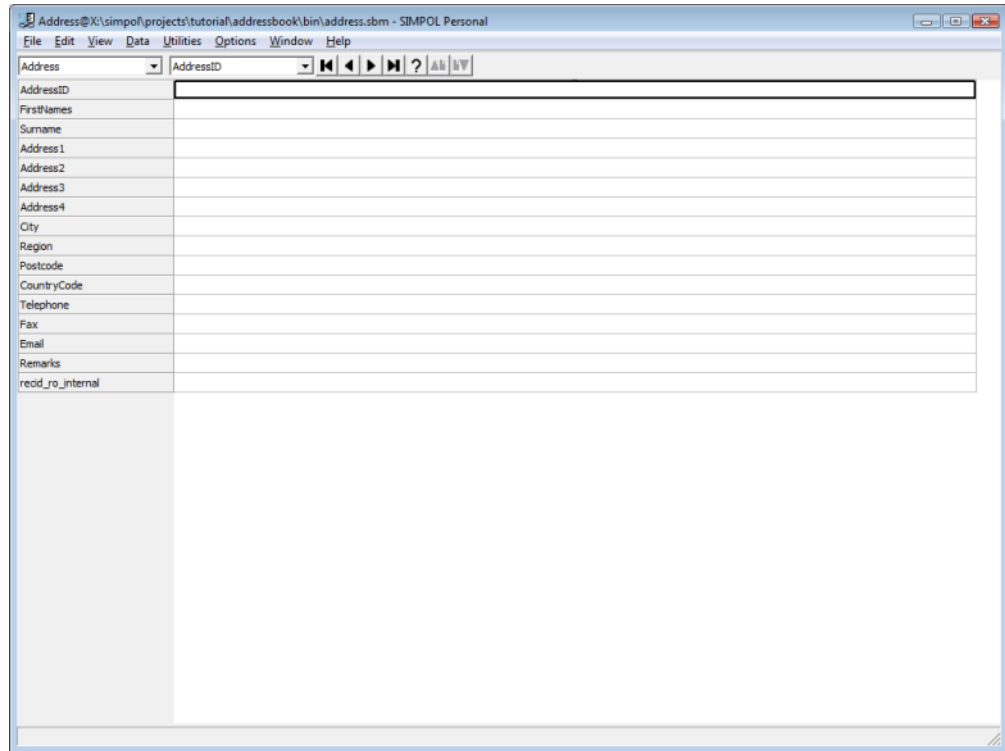 Address@X:\simpol\projects\tutorial\addressbook\bin\address.sbm - SIMPOL Personal
File Edit View Data Utilities Options Window Help
Address AddressID ?
AddressID
FirstNames
Surname
Address1
Address2
Address3
Address4
City
Region
Postcode
CountryCode
Telephone
Fax
Email
Remarks
recid_ro_internal